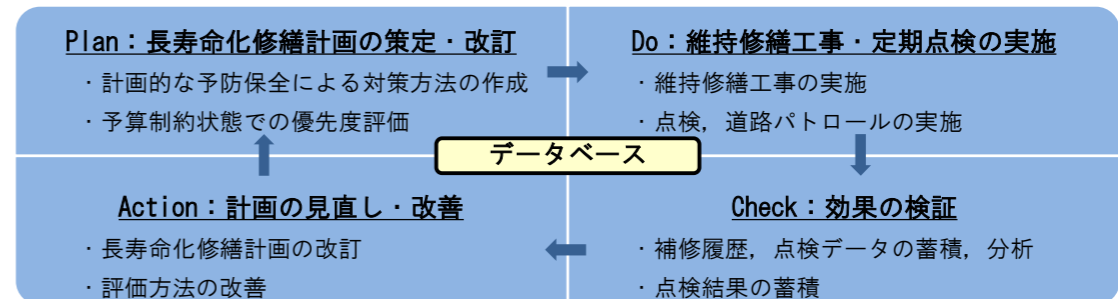 Plan：長寿命化修繕計画の策定・改訂
・計画的な予防保全による対策方法の作成
・予算制約状態での優先度評価
Do：維持修繕工事・定期点検の実施
・維持修繕工事の実施
・点検，道路パトロールの実施
データベース
Action：計画の見直し・改善
・長寿命化修繕計画の改訂
・評価方法の改善
Check：効果の検証
・補修履歴，点検データの蓄積，分析
・点検結果の蓄積